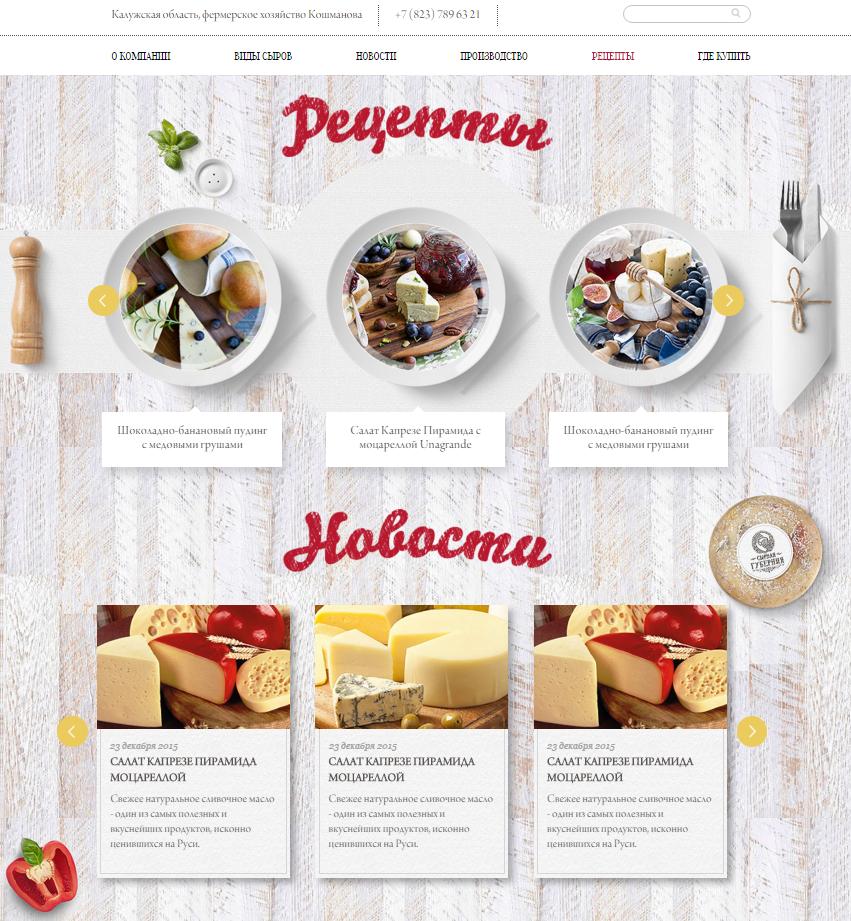 Калужская область, фермерское хозяйство Кошманова
+7 (823) 789 63 21
О КОМПАНИИ ВИДЫ СЫРОВ НОВОСТИ ПРОИЗВОДСТВО РЕЦЕПТЫ ГДЕ КУПИТЬ
Рецепты
Шоколадно-банановый пудинг
с медовыми грушами
Салат Капрезе Пирамида с
моцареллой Unagrande
Шоколадно-банановый пудинг
с медовыми грушами
Новости
СЫРНАЯ
ГУБЕРНИЯ
23 декабря 2015
САЛАТ КАПРЕЗЕ ПИРАМИДА
МОЦАРЕЛЛОЙ
Свежее натуральное сливочное масло
- один из самых полезных и
вкуснейших продуктов, исконно
ценившихся на Руси.
23 декабря 2015
САЛАТ КАПРЕЗЕ ПИРАМИДА
МОЦАРЕЛЛОЙ
Свежее натуральное сливочное масло
- один из самых полезных и
вкуснейших продуктов, исконно
ценившихся на Руси.
23 декабря 2015
САЛАТ КАПРЕЗЕ ПИРАМИДА
МОЦАРЕЛЛОЙ
Свежее натуральное сливочное масло
- один из самых полезных и
вкуснейших продуктов, исконно
ценившихся на Руси.